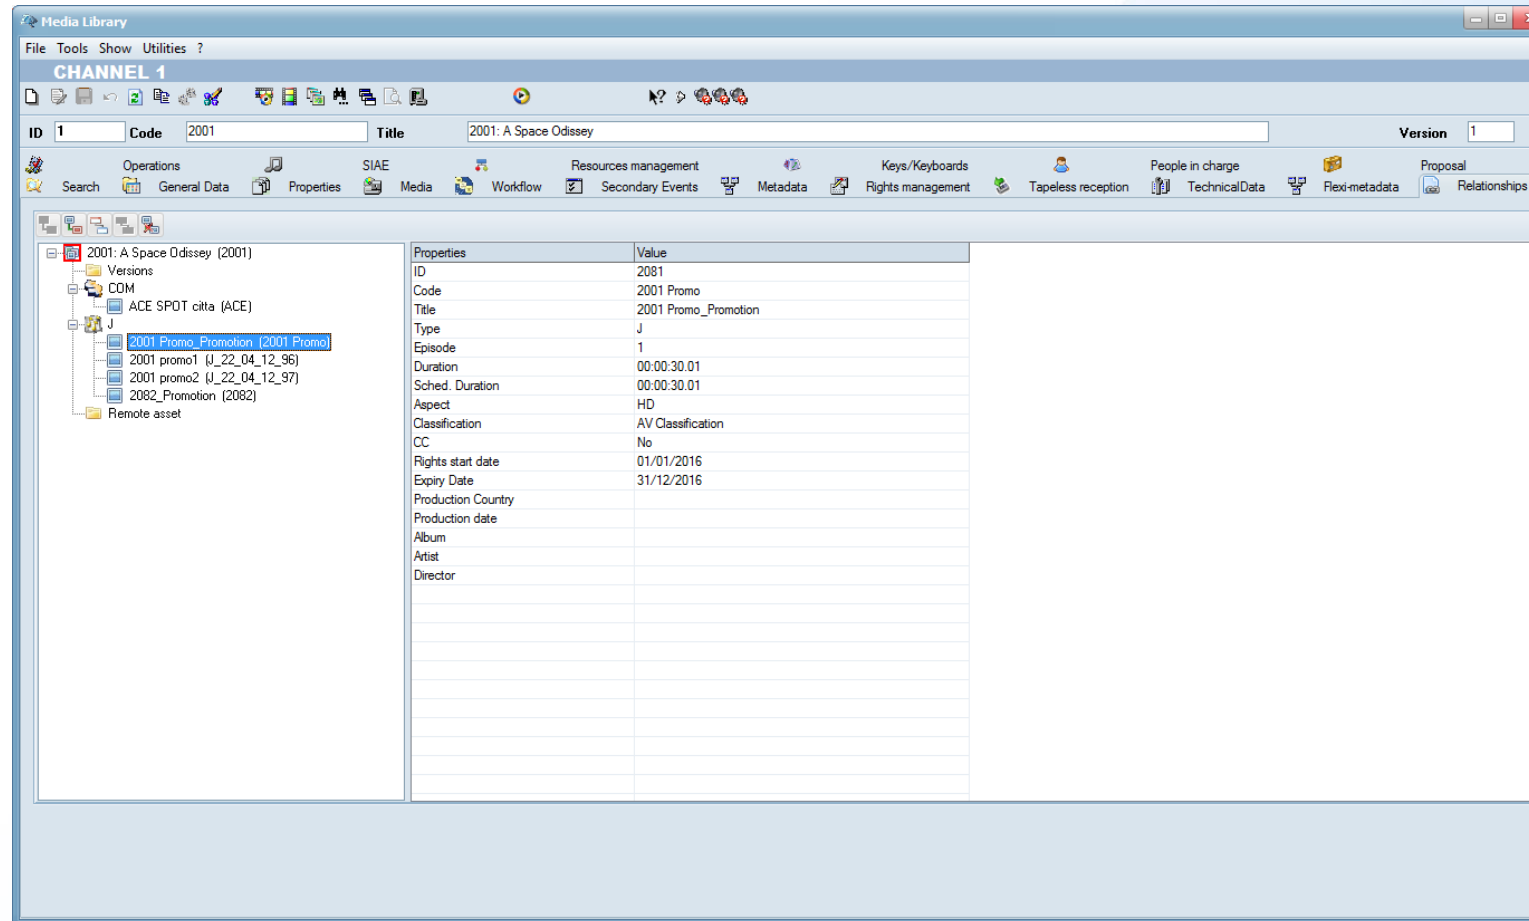 Media Library
File Tools Show Utilities ?
CHANNEL 1
ID 1 Code 2001 Title 2001: A Space Odissey Version 1
Operations SIAE Resources management Keys/Keyboards People in charge Proposal
Search General Data Properties Media Workflow Secondary Events Metadata Rights management Tapeless reception TechnicalData Flexi-metadata Relationships
2001: A Space Odissey (2001)
Versions
COM
ACE SPOT citta (ACE)
J
2001 Promo_Promotion (2001 Promo)
2001 promo1 (J_22_04_12_96)
2001 promo2 (J_22_04_12_97)
2082_Promotion (2082)
Remote asset
Properties Value
ID 2081
Code 2001 Promo
Title 2001 Promo_Promotion
Type J
Episode 1
Duration 00:00:30.01
Sched. Duration 00:00:30.01
Aspect HD
Classification AV Classification
CC No
Rights start date 01/01/2016
Expiry Date 31/12/2016
Production Country
Production date
Album
Artist
Director